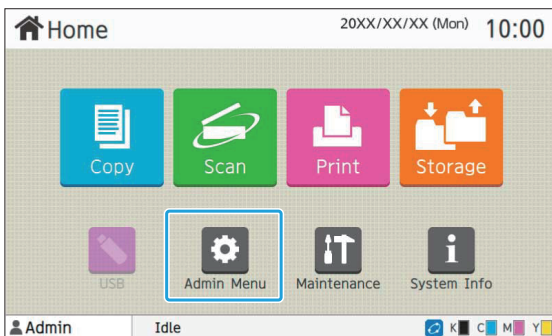 Home 20XX/XX/XX (Mon) 10:00
Copy Scan Print Storage
USB Admin Menu Maintenance System Info
Admin Idle K C M Y